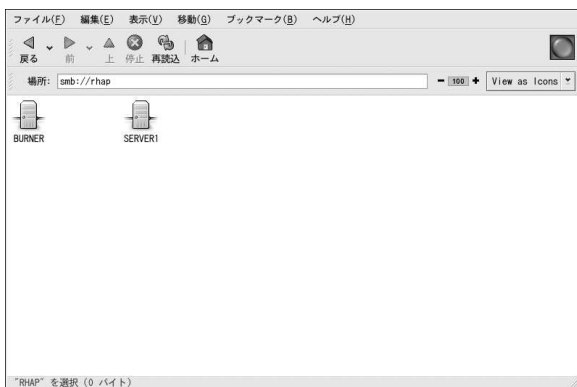 ファイル(F) 編集(E) 表示(V) 移動(G) ブックマーク(B) ヘルプ(H)
戻る 前 上 停止 再読込 ホーム
場所: smb://rhap 100 View as Icons
BURNER SERVER1
"RHAP" を選択 (0 バイト)